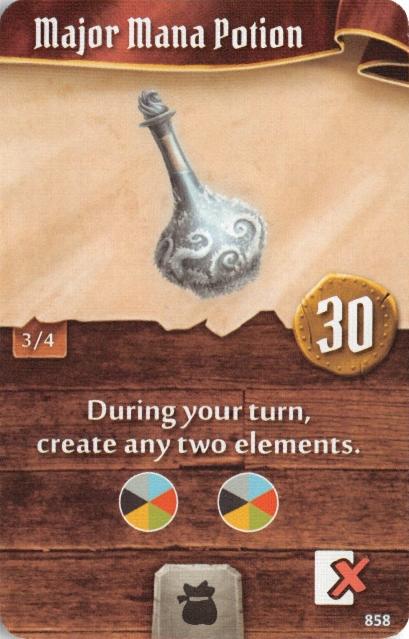 Major Mana Potion
30
3/4
During your turn,
create any two elements.
858